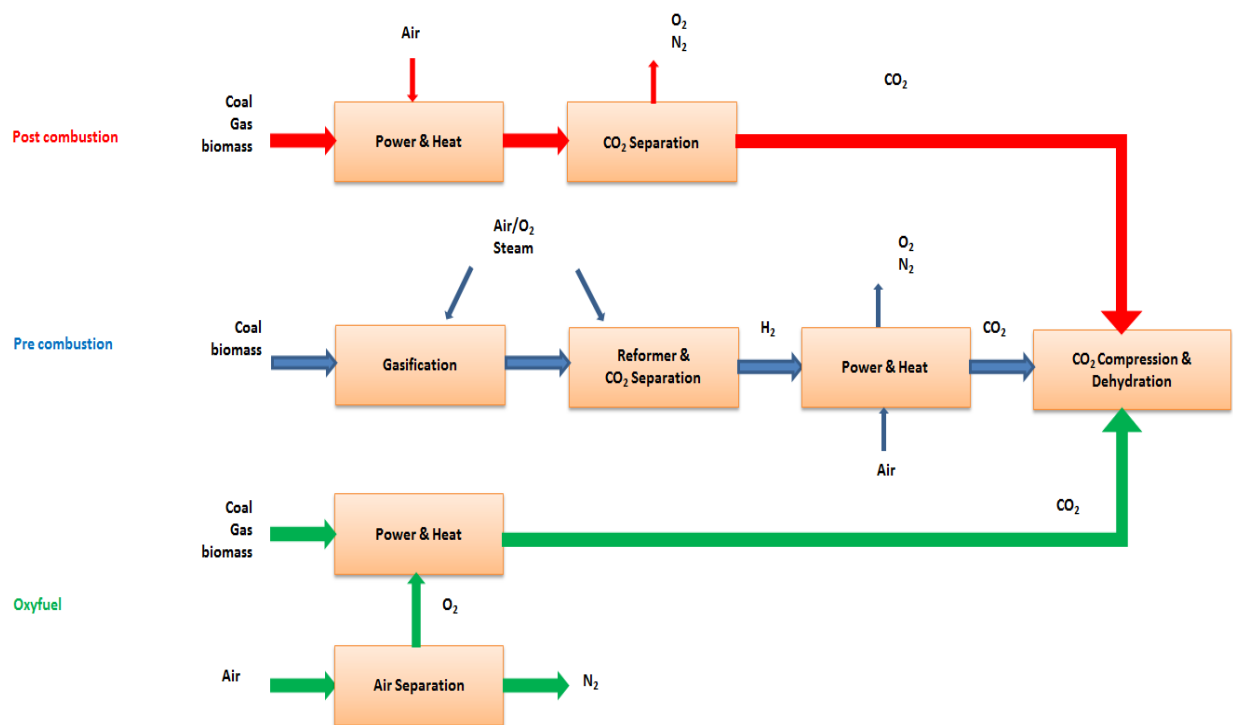 Post combustion
Coal
Gas
biomass
Air
Power & Heat
O₂
N₂
CO₂ Separation
CO₂
Pre combustion
Coal
biomass
Air/O₂
Steam
Gasification
Reformer &
CO₂ Separation
H₂
O₂
N₂
Power & Heat
Air
CO₂
CO₂ Compression &
Dehydration
Oxyfuel
Coal
Gas
biomass
Power & Heat
CO₂
O₂
Air
Air Separation
N₂